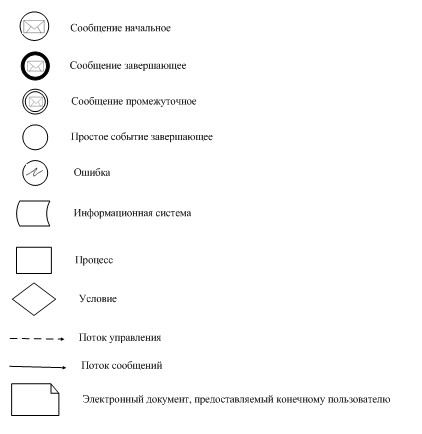 Сообщение начальное
Сообщение завершающее
Сообщение промежуточное
Простое событие завершающее
Ошибка
Информационная система
Процесс
Условие
Поток управления
Поток сообщений
Электронный документ, предоставляемый конечному пользователю